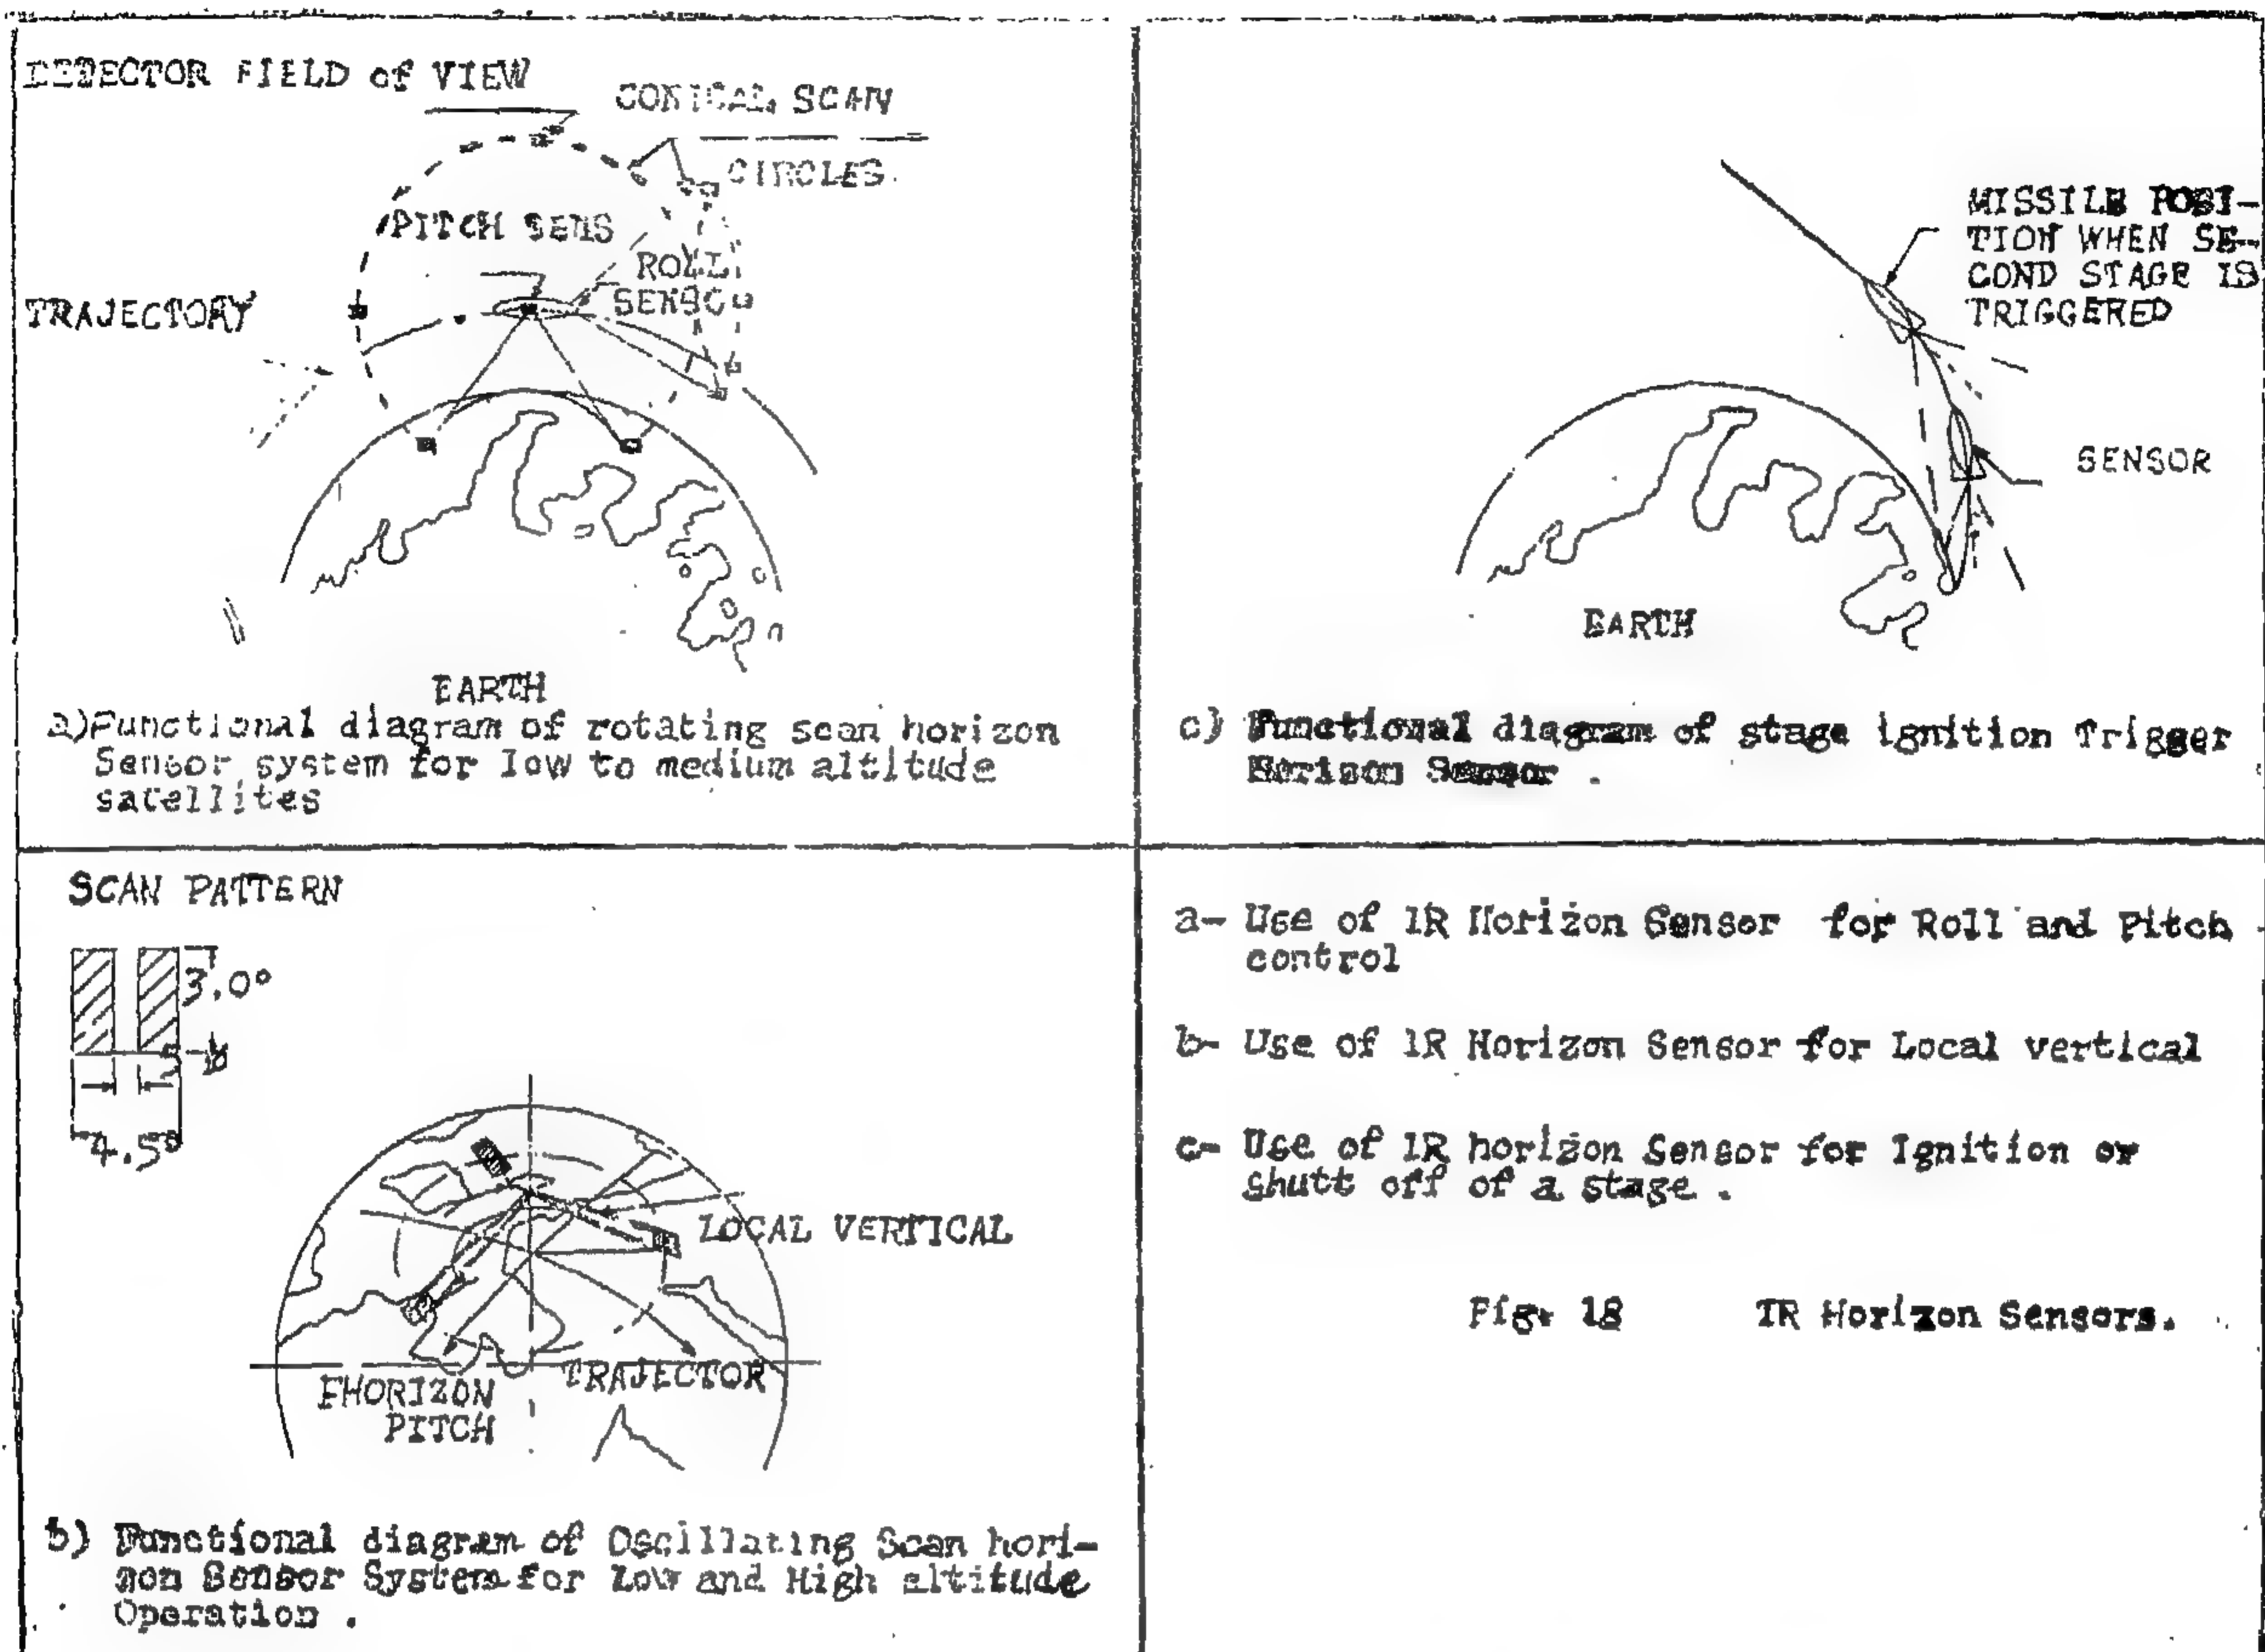 DETECTOR FIELD of VIEW
CONICAL SCAN
CIRCLES
PITCH SENS
ROLL
SENSO
TRAJECTORY
EARTH
a)Functional diagram of rotating scan horizon
Sensor system for low to medium altitude
satellites
MISSILE POSI-
TION WHEN SE-
COND STAGE IS
TRIGGERED
SENSOR
EARTH
c) Functional diagram of stage ignition Trigger
Horizon Sensor .
SCAN PATTERN
3.0°
4.5°
LOCAL VERTICAL
FHORIZON
PITCH
TRAJECTOR
b) Functional diagram of Oscillating Scan hori-
zon Sensor System for Low and High altitude
Operation .
a- Use of IR Horizon Sensor for Roll and Pitch
control
b- Use of IR Horizon Sensor for Local vertical
c- Use of IR horizon Sensor for Ignition or
shutt off of a stage .
Fig. 18 IR Horizon Sensors.